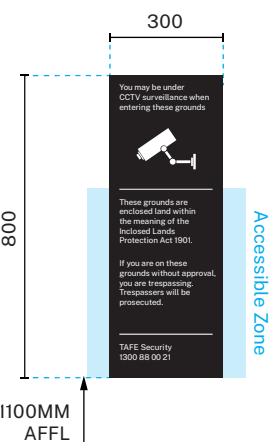 300
You may be under
CCTV surveillance when
entering these grounds
800
These grounds are
enclosed land within
the meaning of the
Inclosed Lands
Protection Act 1901.
If you are on these
grounds without approval,
you are trespassing.
Trespassers will be
prosecuted.
TAFE Security
1300 88 00 21
Accessible Zone
1100MM
AFFL